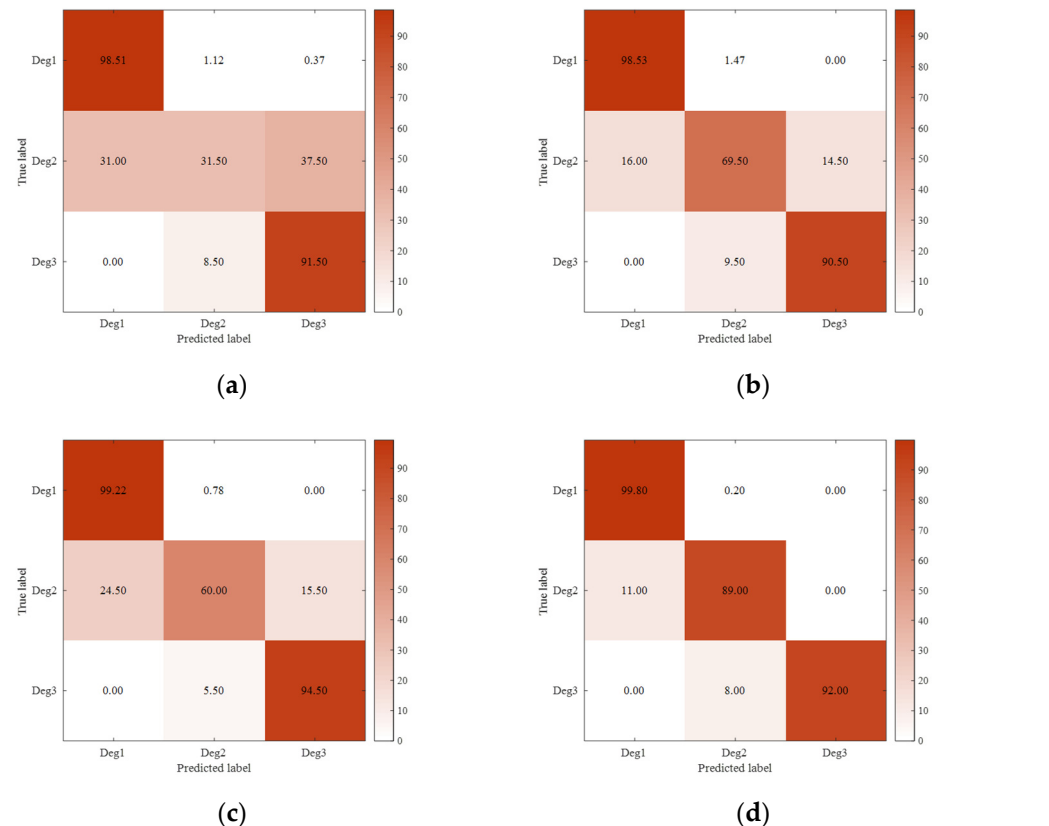 Deg1 98.51 1.12 0.37
Deg2 31.00 31.50 37.50
Deg3 0.00 8.50 91.50
Deg1 Deg2 Deg3
Predicted label
True label
90
80
70
60
50
40
30
20
10
0
(a)
Deg1 98.53 1.47 0.00
Deg2 16.00 69.50 14.50
Deg3 0.00 9.50 90.50
Deg1 Deg2 Deg3
Predicted label
True label
90
80
70
60
50
40
30
20
10
0
(b)
Deg1 99.22 0.78 0.00
Deg2 24.50 60.00 15.50
Deg3 0.00 5.50 94.50
Deg1 Deg2 Deg3
Predicted label
True label
90
80
70
60
50
40
30
20
10
0
(c)
Deg1 99.80 0.20 0.00
Deg2 11.00 89.00 0.00
Deg3 0.00 8.00 92.00
Deg1 Deg2 Deg3
Predicted label
True label
90
80
70
60
50
40
30
20
10
0
(d)